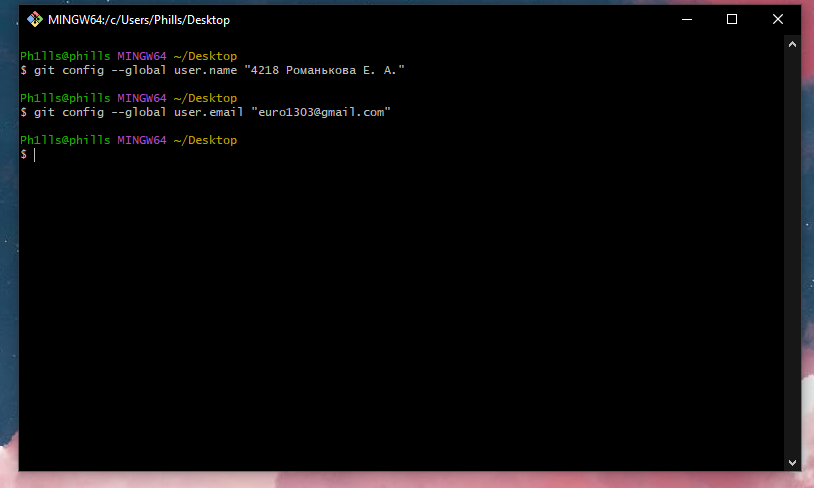 MINGW64:/c/Users/Phills/Desktop
Ph1lls@phills MINGW64 ~/Desktop
$ git config --global user.name "4218 Романькова Е. А."
Ph1lls@phills MINGW64 ~/Desktop
$ git config --global user.email "euro1303@gmail.com"
Ph1lls@phills MINGW64 ~/Desktop
$